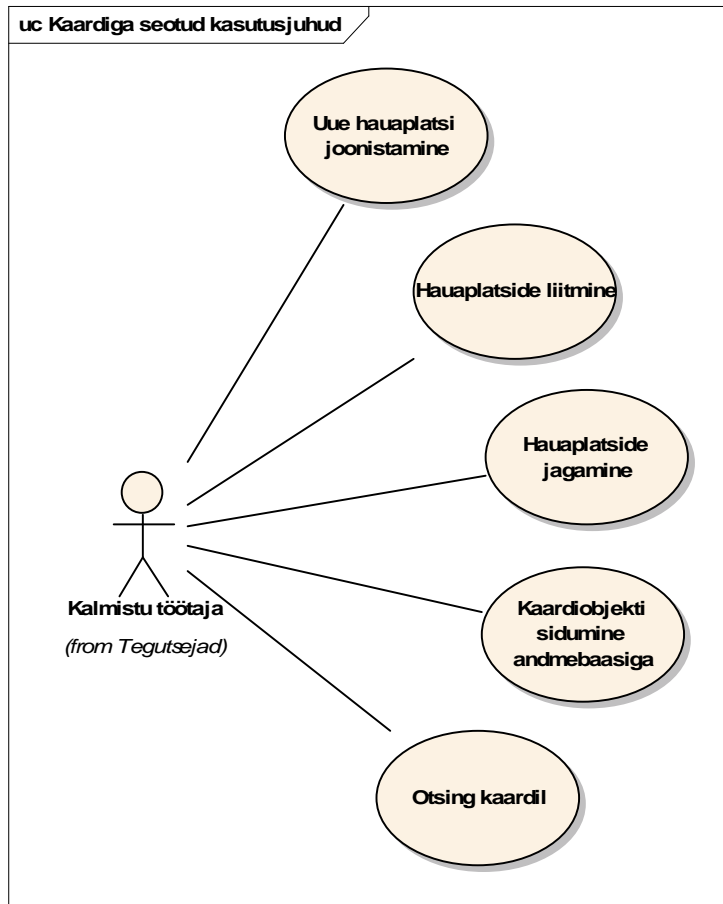 uc Kaardiga seotud kasutusjuhud
Uue hauaplatsi
joonistamine
Hauaplatside liitmine
Hauaplatside
jagamine
Kalmistu töötaja
(from Tegutsejad)
Kaardiobjekti
sidumine
andmebaasiga
Otsing kaardil